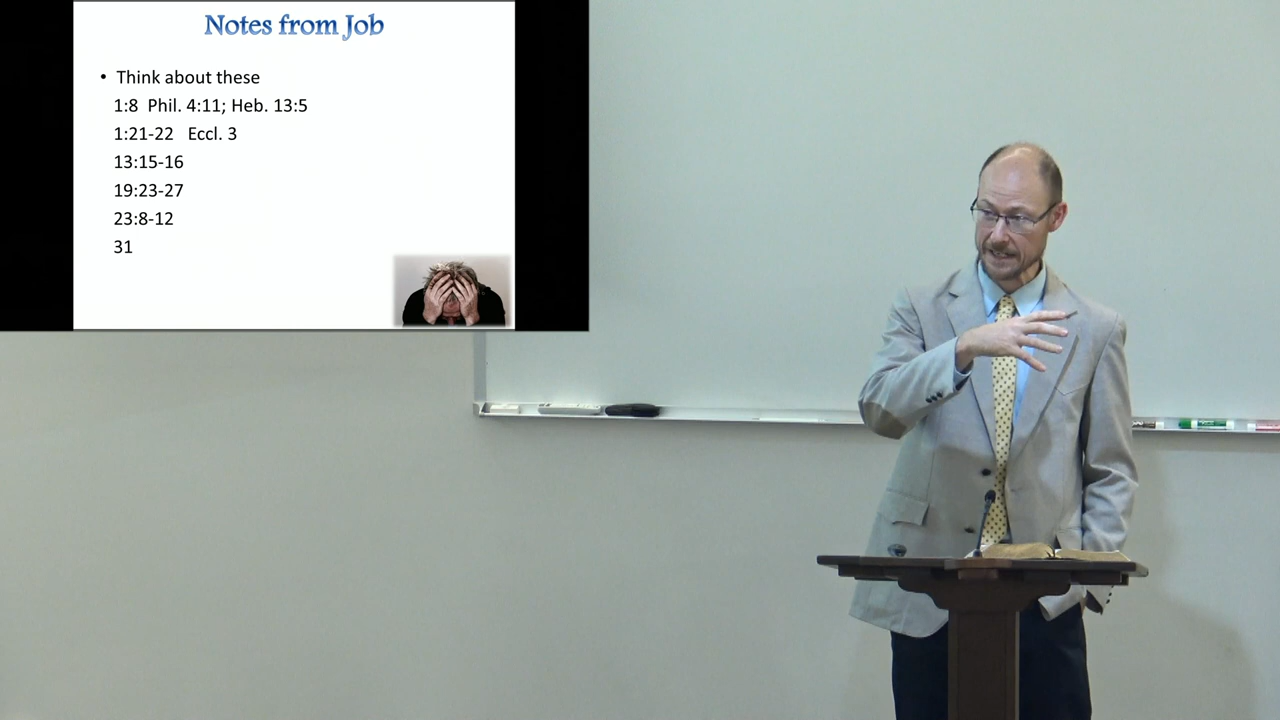 Notes from Job
• Think about these
1:8 Phil. 4:11; Heb. 13:5
1:21-22 Eccl. 3
13:15-16
19:23-27
23:8-12
31